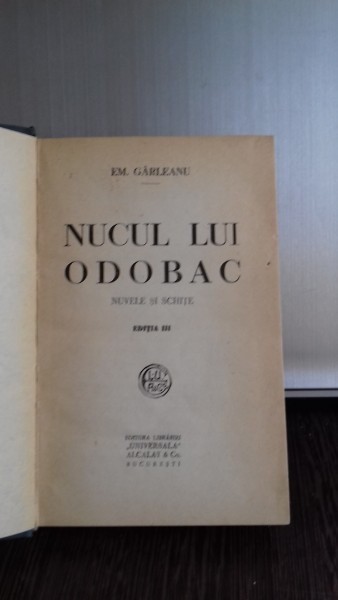 EM. GÂRLEANU
NUCUL LUI
ODOBAC
NUVELE ȘI SCHIȚE
EDIȚIA III
EDITURA LIBRĂRIEI
„UNIVERSALA"
ALCALAY & Co.
BUCUREȘTI